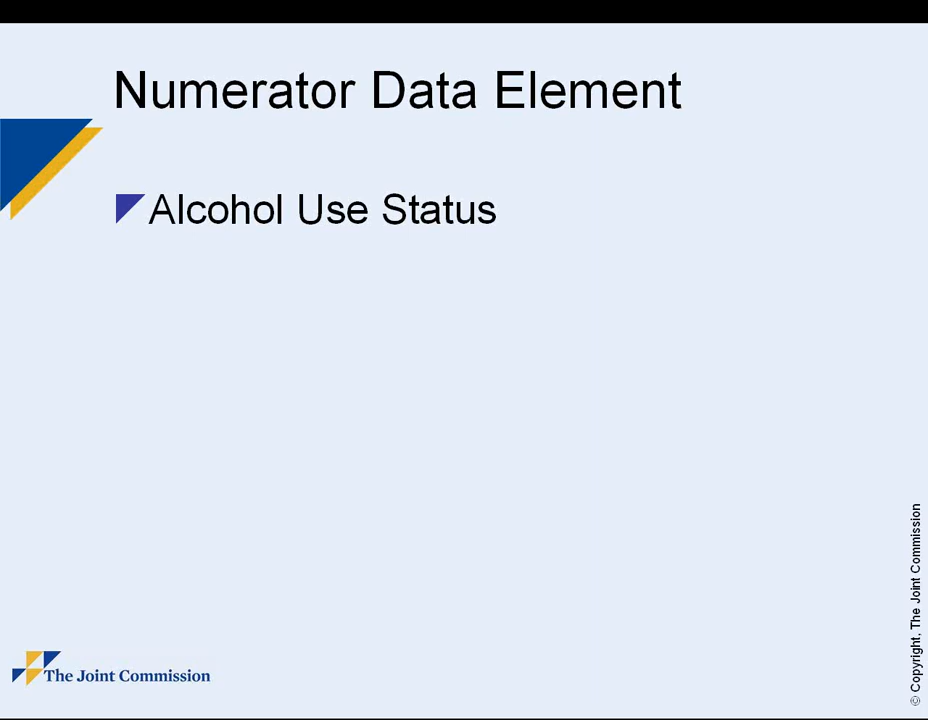 Numerator Data Element
Alcohol Use Status
© Copyright, The Joint Commission
The Joint Commission